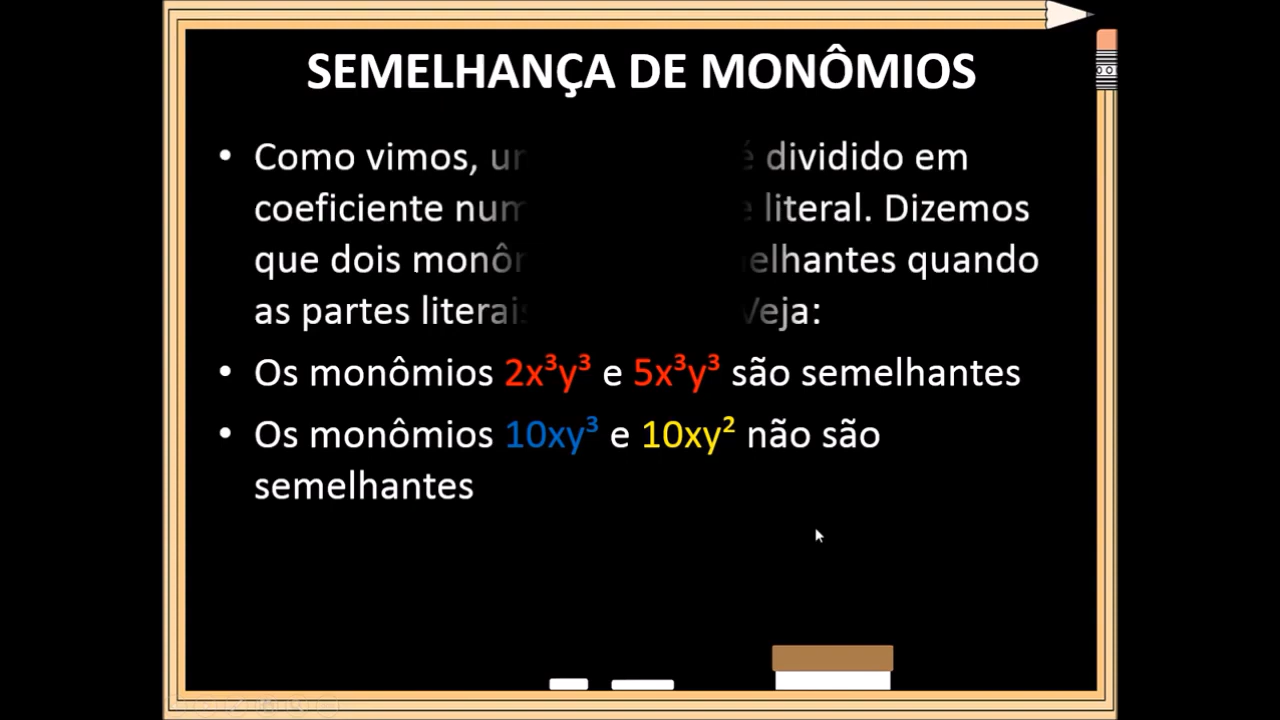 SEMELHANÇA DE MONÔMIOS
• Como vimos, dividido em
coeficiente literal. Dizemos
que dois quando
as partes Veja:
• Os monômios 2x³y³ e 5x³y³ são semelhantes
• Os monômios 10xy³ e 10xy² não são
semelhantes